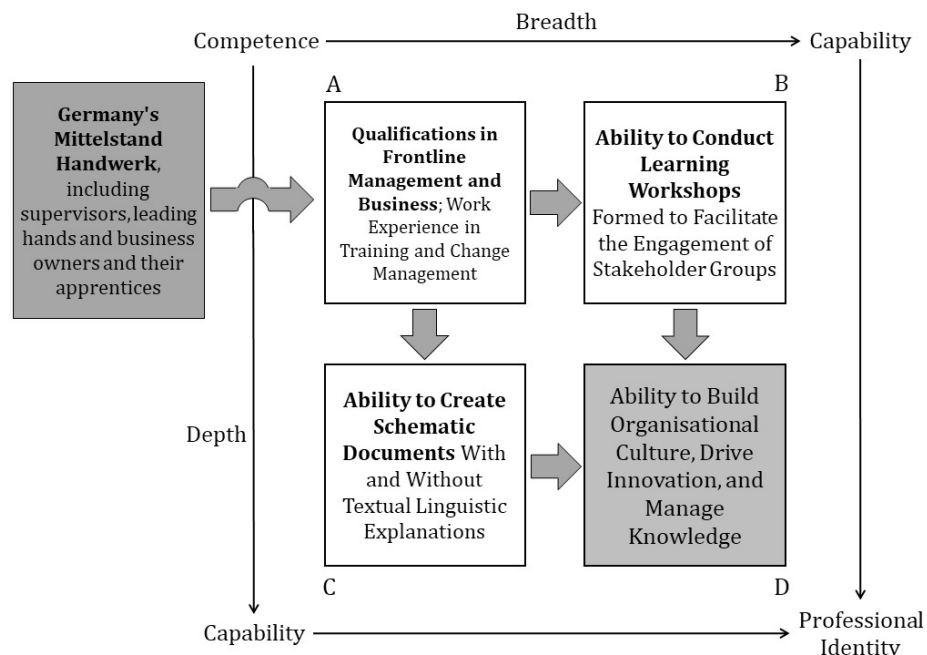 Breadth
Competence
Capability
A
B
Germany's
Mittelstand
Handwerk,
including
supervisors, leading
hands and business
owners and their
apprentices
Qualifications in
Frontline
Management and
Business; Work
Experience in
Training and Change
Management
Ability to Conduct
Learning
Workshops
Formed to Facilitate
the Engagement of
Stakeholder Groups
Depth
Ability to Create
Schematic
Documents With
and Without
Textual Linguistic
Explanations
Ability to Build
Organisational
Culture, Drive
Innovation, and
Manage
Knowledge
C
D
Capability
Professional
Identity